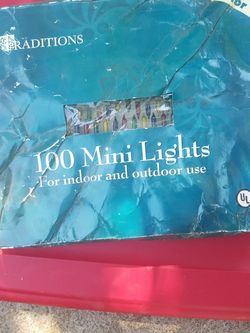 RADITIONS
100 Mini Lights
For indoor and outdoor use
UL